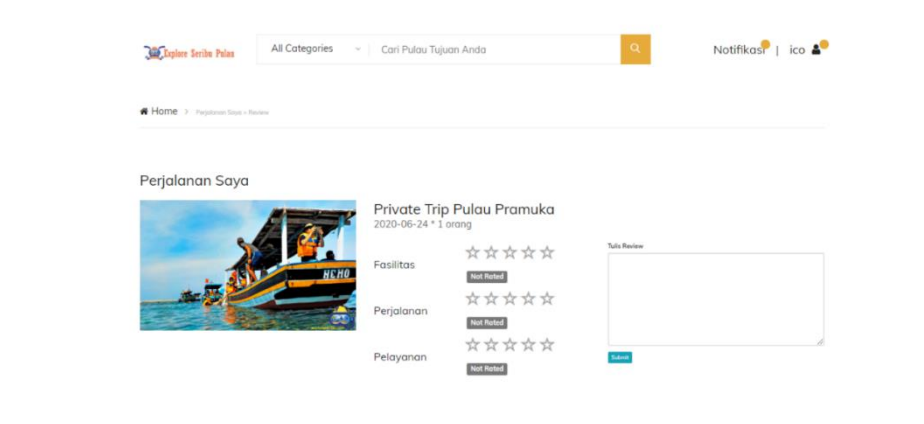 Explore Seribu Pulau
All Categories
Cari Pulau Tujuan Anda
Notifikasi | ico
Home > Perjalanan Saya > Review
Perjalanan Saya
Private Trip Pulau Pramuka
2020-06-24 * 1 orang
Fasilitas
Not Rated
Perjalanan
Not Rated
Pelayanan
Not Rated
Tulis Review
Submit
HCHO